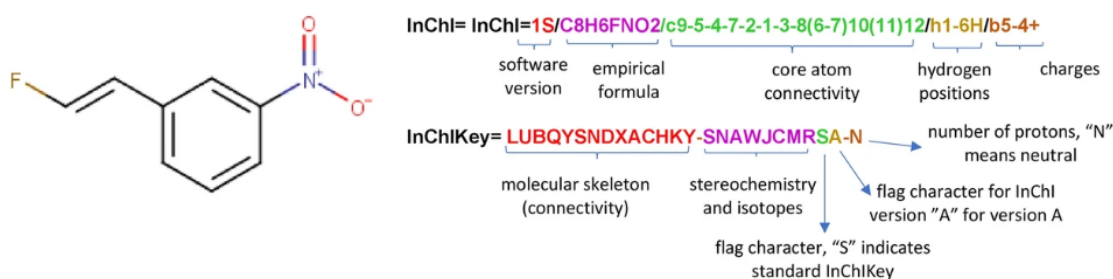 InChI= InChI=1S/C8H6FNO2/c9-5-4-7-2-1-3-8(6-7)10(11)12/h1-6H/b5-4+
software version
empirical formula
core atom connectivity
hydrogen positions
charges
InChIKey= LUBQYSNDXACHKY-SNAWJCMRSA-N
molecular skeleton (connectivity)
stereochemistry and isotopes
number of protons, “N” means neutral
flag character for InChI version ”A” for version A
flag character, “S” indicates standard InChIKey
F
O
N+
O-